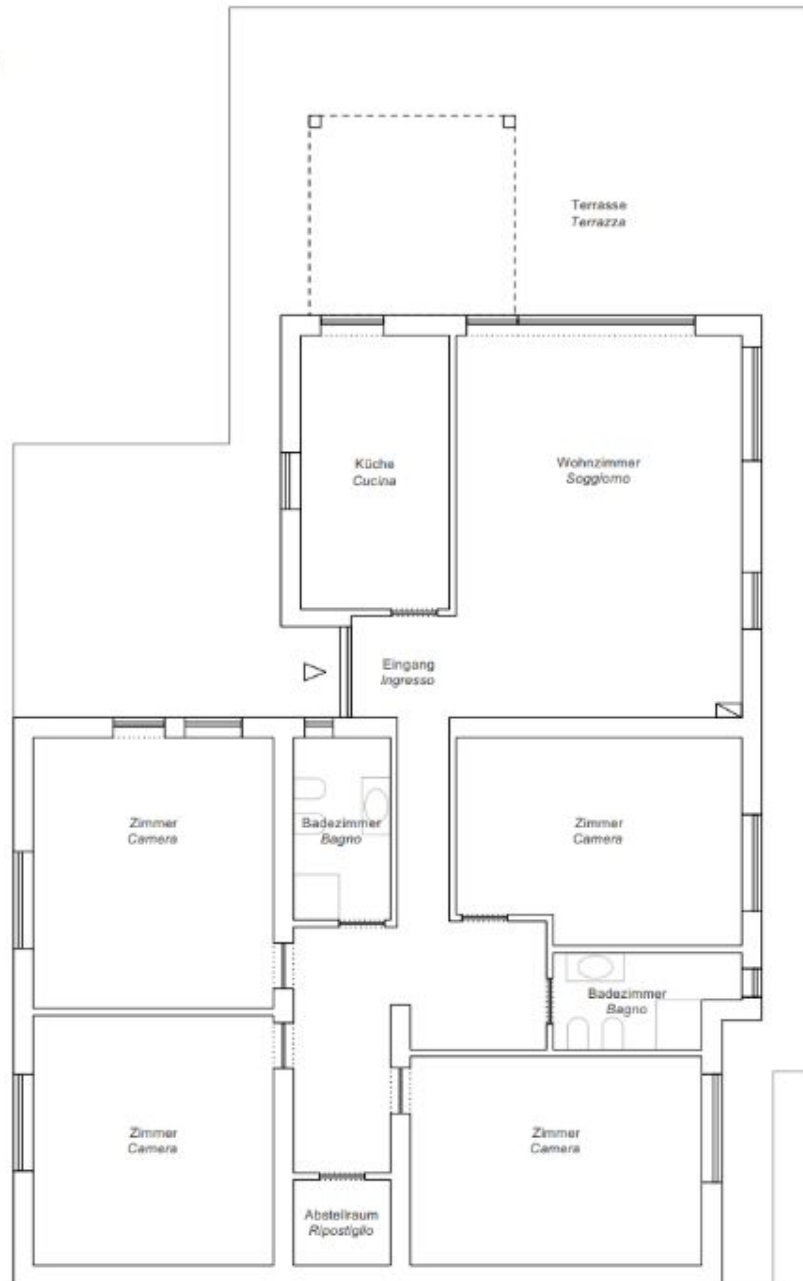 Terrasse
Terrazza
Küche
Cucina
Wohnzimmer
Soggiorno
Eingang
Ingresso
Zimmer
Camera
Badezimmer
Bagno
Zimmer
Camera
Badezimmer
Bagno
Zimmer
Camera
Zimmer
Camera
Abstellraum
Ripostiglio